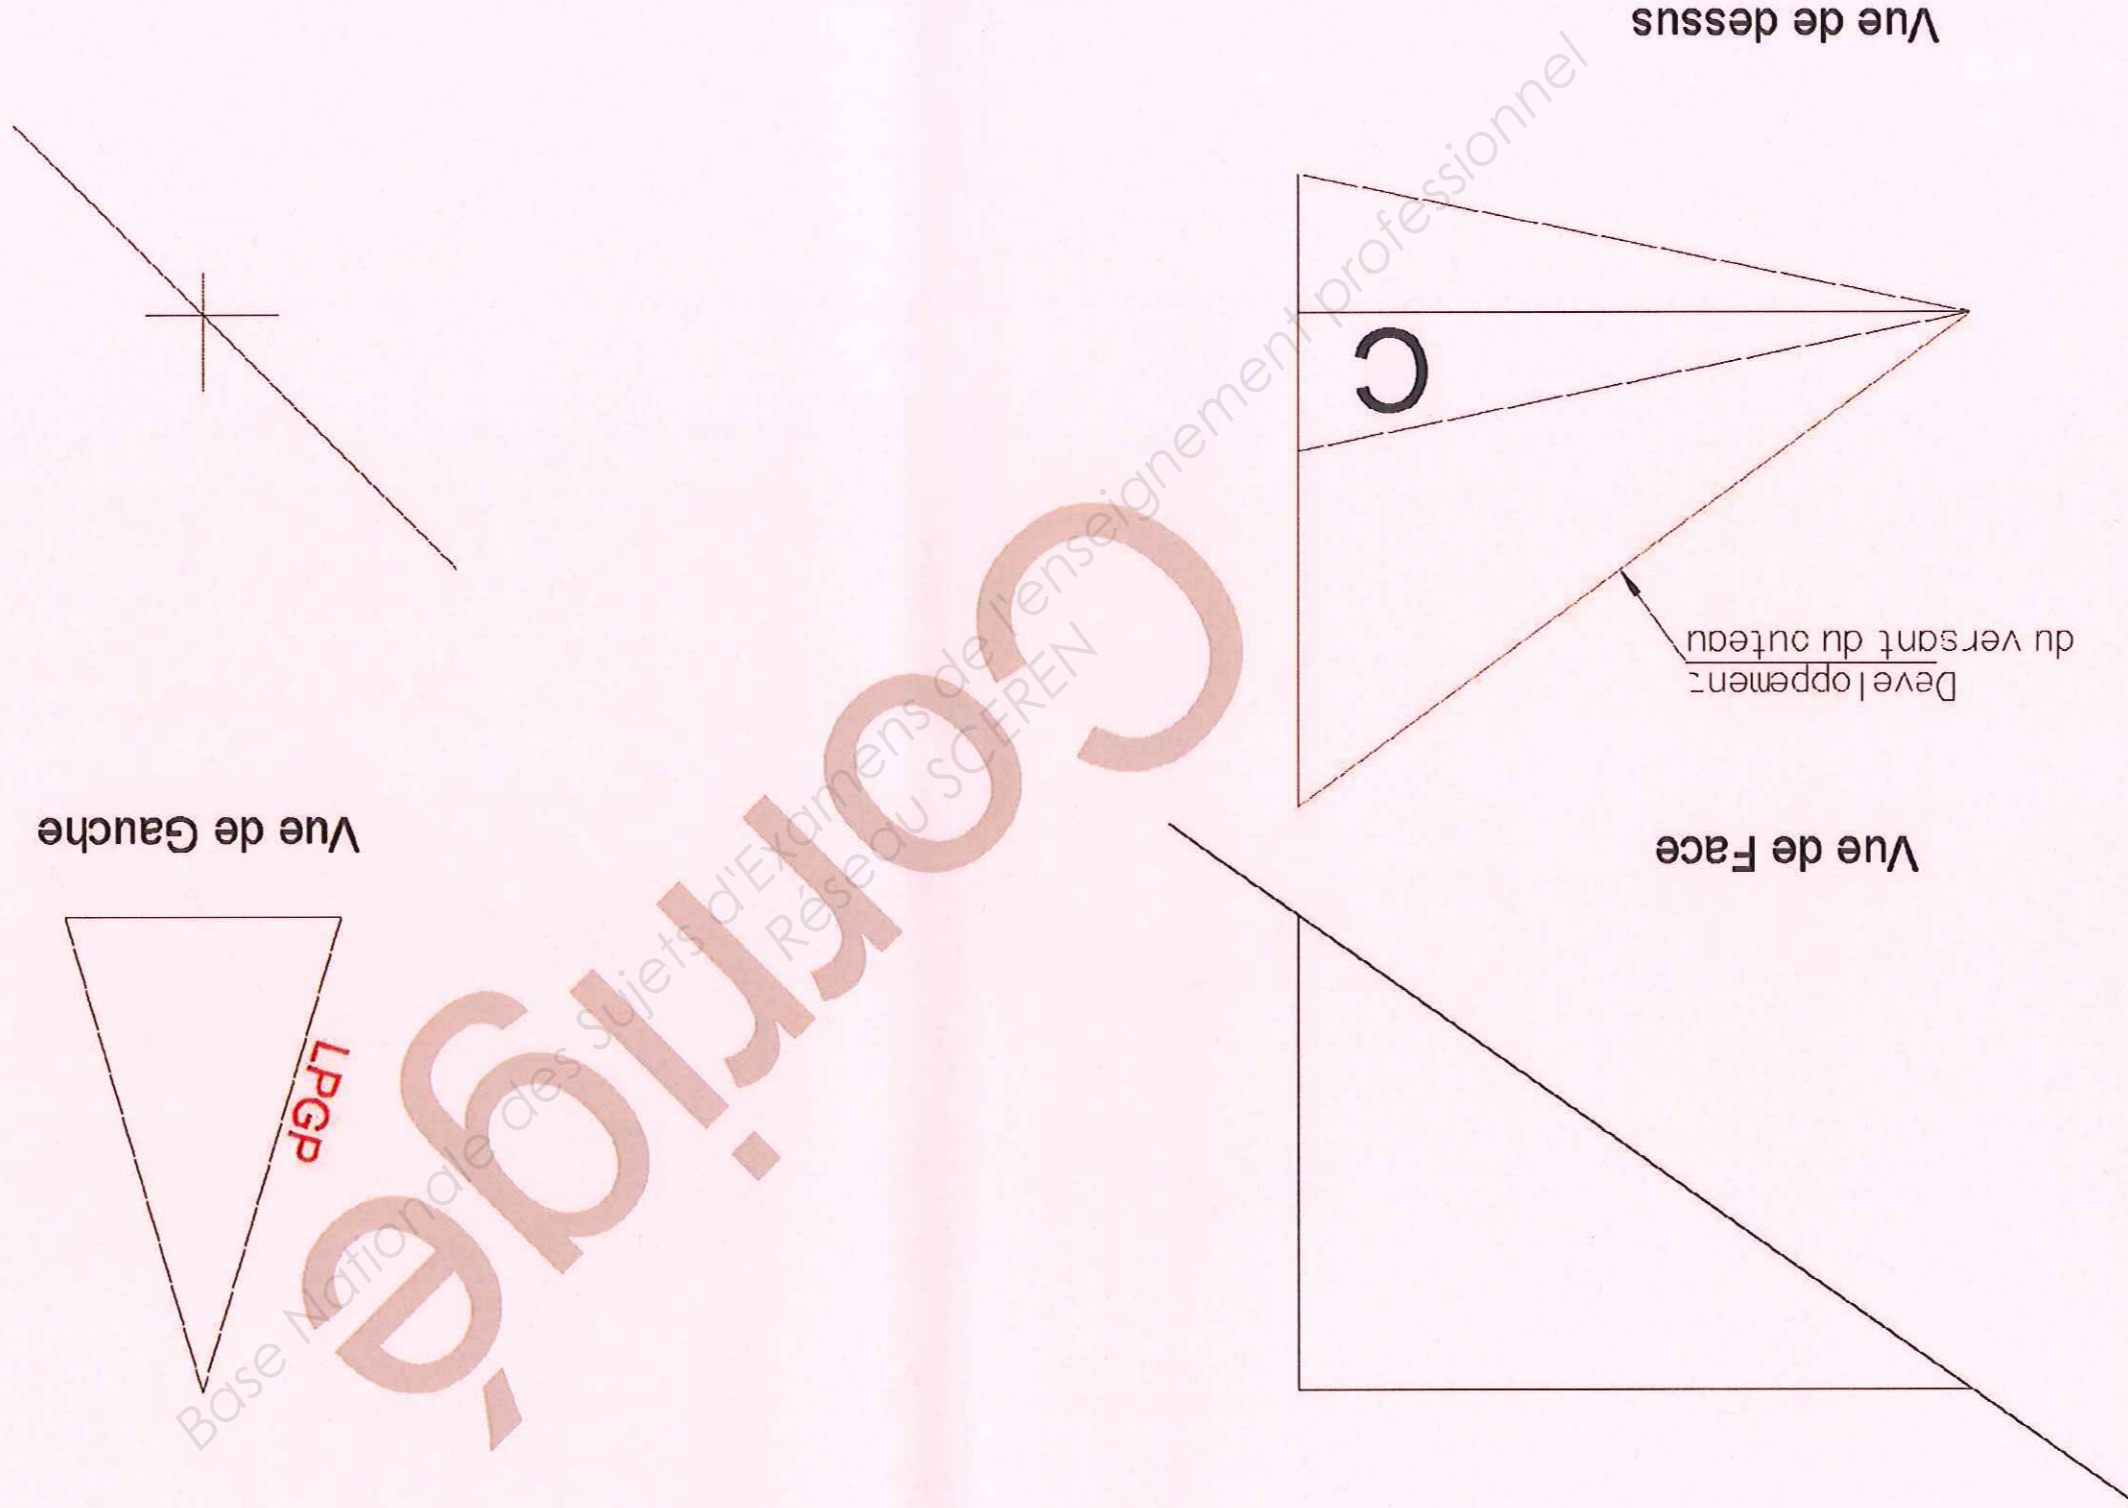 Vue de Face
Vue de Gauche
LPGP
Developpement
du versant du outeau
C
Vue de dessus
Corrigé
Base Nationale des Sujets d'Examens de l'enseignement professionnel
Réseau SCEREN